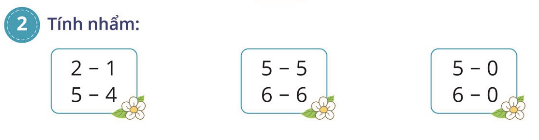 2 Tính nhẩm:
2 – 1
5 – 4
5 – 5
6 – 6
5 – 0
6 – 0